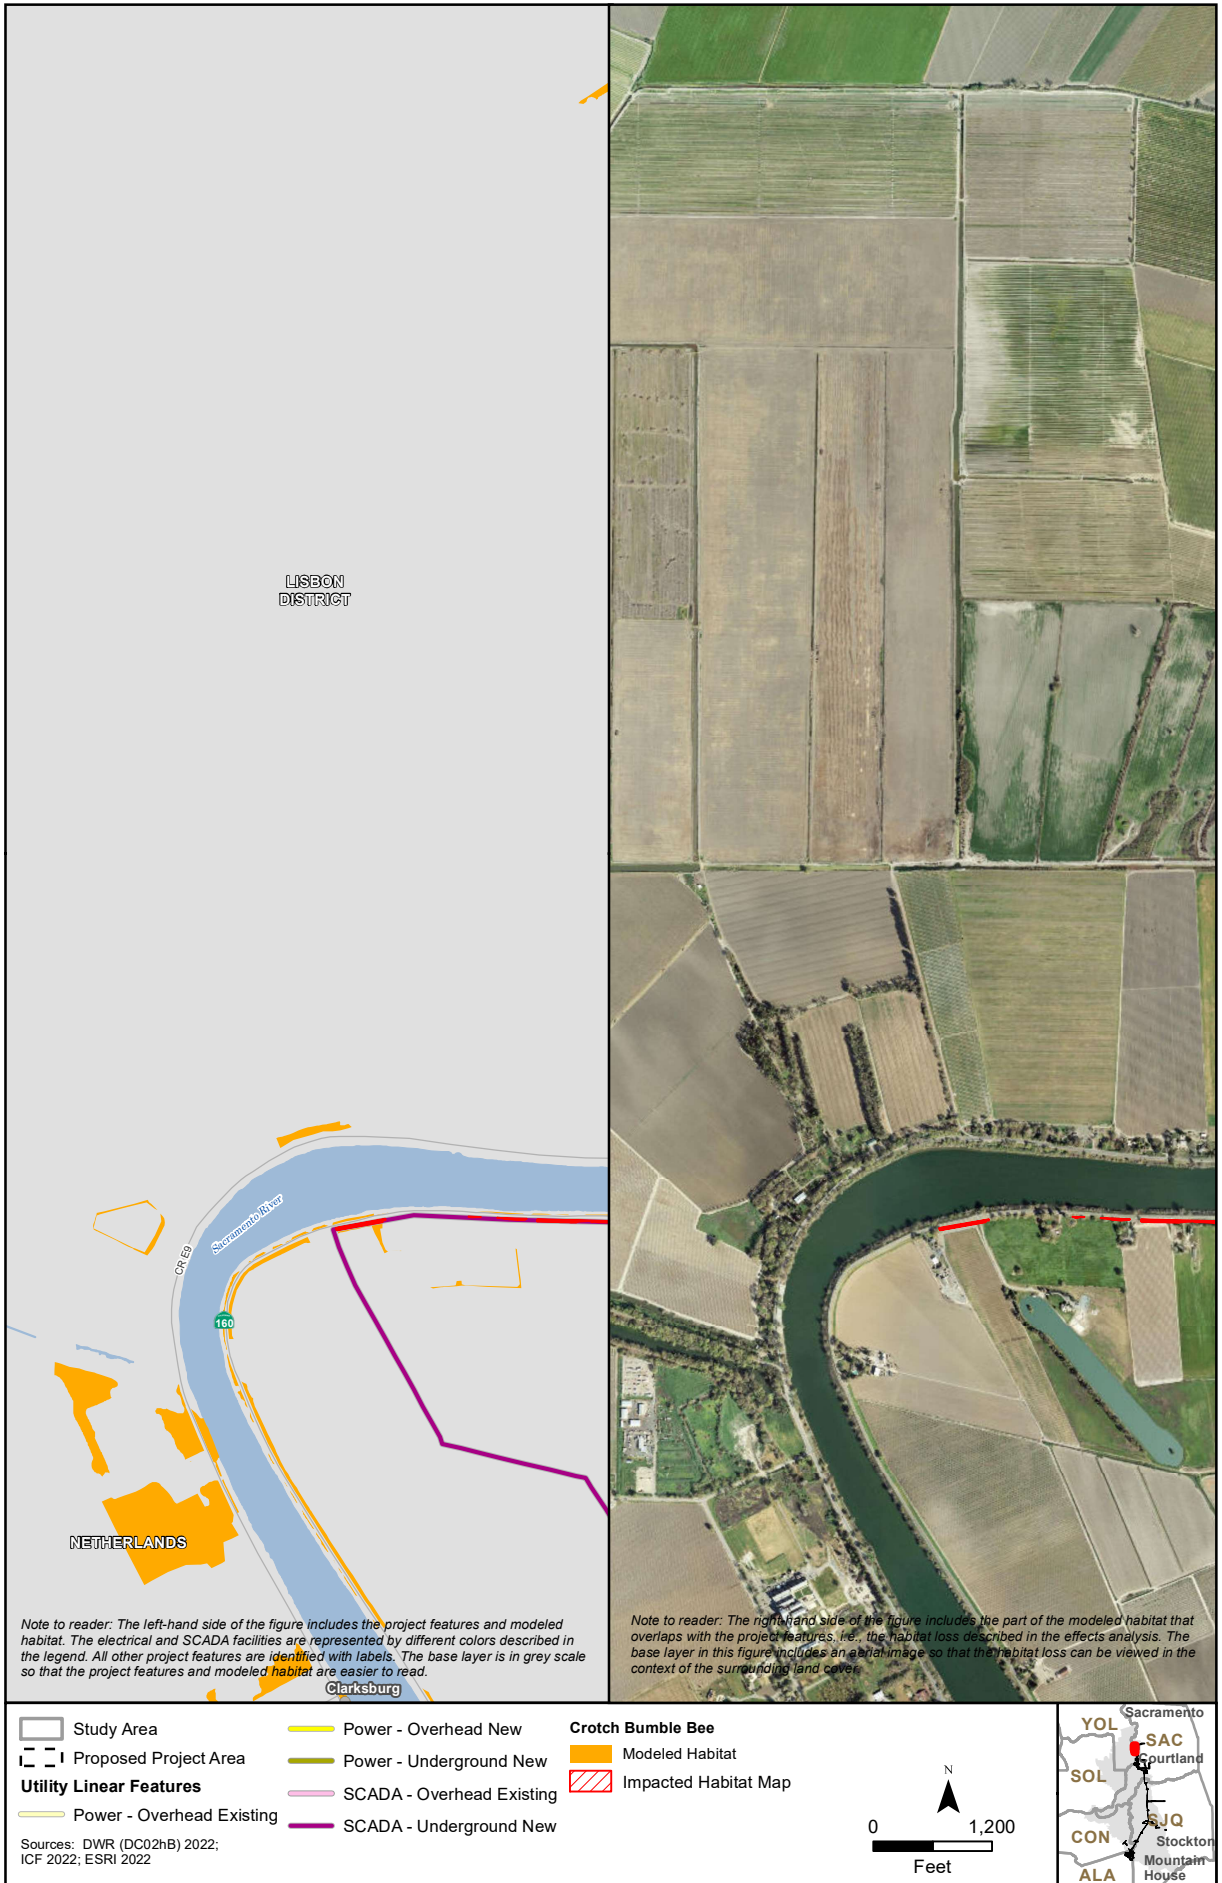 LISBON
DISTRICT
Sacramento River
CR E9
160
NETHERLANDS
Clarksburg
Note to reader: The left-hand side of the figure includes the project features and modeled
habitat. The electrical and SCADA facilities are represented by different colors described in
the legend. All other project features are identified with labels. The base layer is in grey scale
so that the project features and modeled habitat are easier to read.
Note to reader: The right-hand side of the figure includes the part of the modeled habitat that
overlaps with the project features, i.e., the habitat loss described in the effects analysis. The
base layer in this figure includes an aerial image so that the habitat loss can be viewed in the
context of the surrounding land cover.
Study Area
Proposed Project Area
Utility Linear Features
Power - Overhead Existing
Power - Overhead New
Power - Underground New
SCADA - Overhead Existing
SCADA - Underground New
Crotch Bumble Bee
Modeled Habitat
Impacted Habitat Map
Sources: DWR (DC02hB) 2022;
ICF 2022; ESRI 2022
N
0 1,200
Feet
Sacramento
YOL
SAC
Courtland
SOL
SJQ
CON
Stockton
Mountain
House
ALA